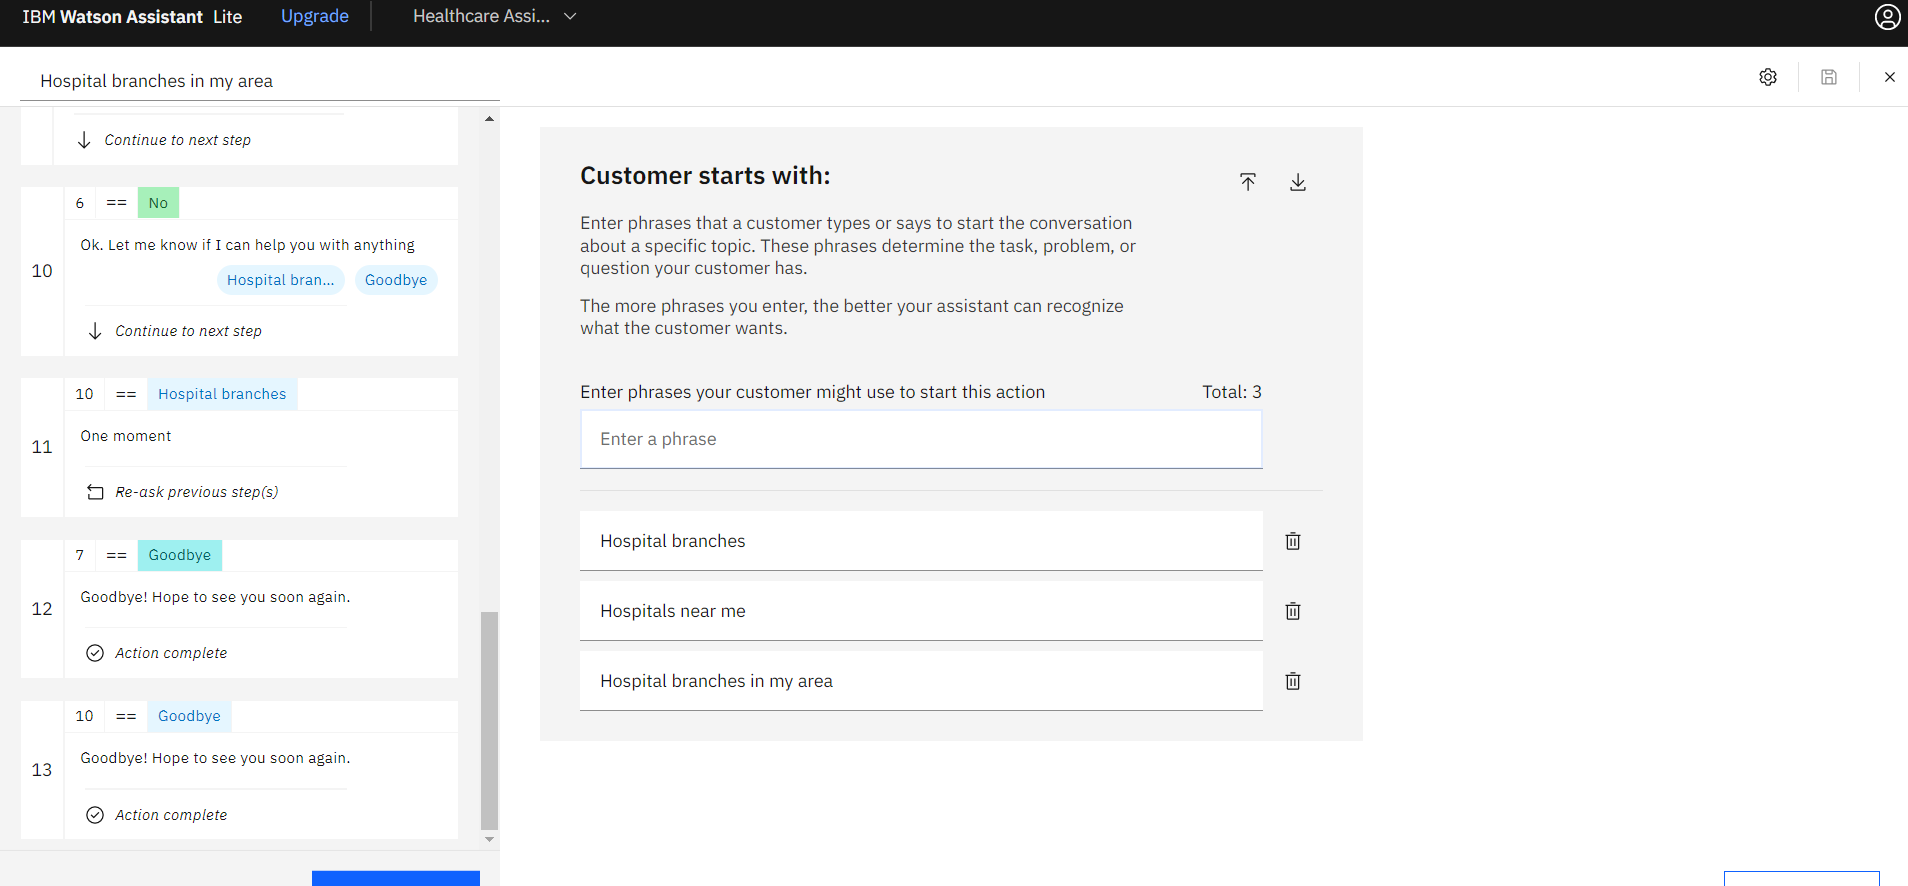 IBM Watson Assistant Lite
Upgrade
Healthcare Assi...
Hospital branches in my area
Continue to next step
6 == No
10
Ok. Let me know if I can help you with anything
Hospital bran...
Goodbye
Continue to next step
10 == Hospital branches
11
One moment
Re-ask previous step(s)
7 == Goodbye
12
Goodbye! Hope to see you soon again.
Action complete
10 == Goodbye
13
Goodbye! Hope to see you soon again.
Action complete
Customer starts with:
Enter phrases that a customer types or says to start the conversation
about a specific topic. These phrases determine the task, problem, or
question your customer has.
The more phrases you enter, the better your assistant can recognize
what the customer wants.
Enter phrases your customer might use to start this action
Total: 3
Enter a phrase
Hospital branches
Hospitals near me
Hospital branches in my area